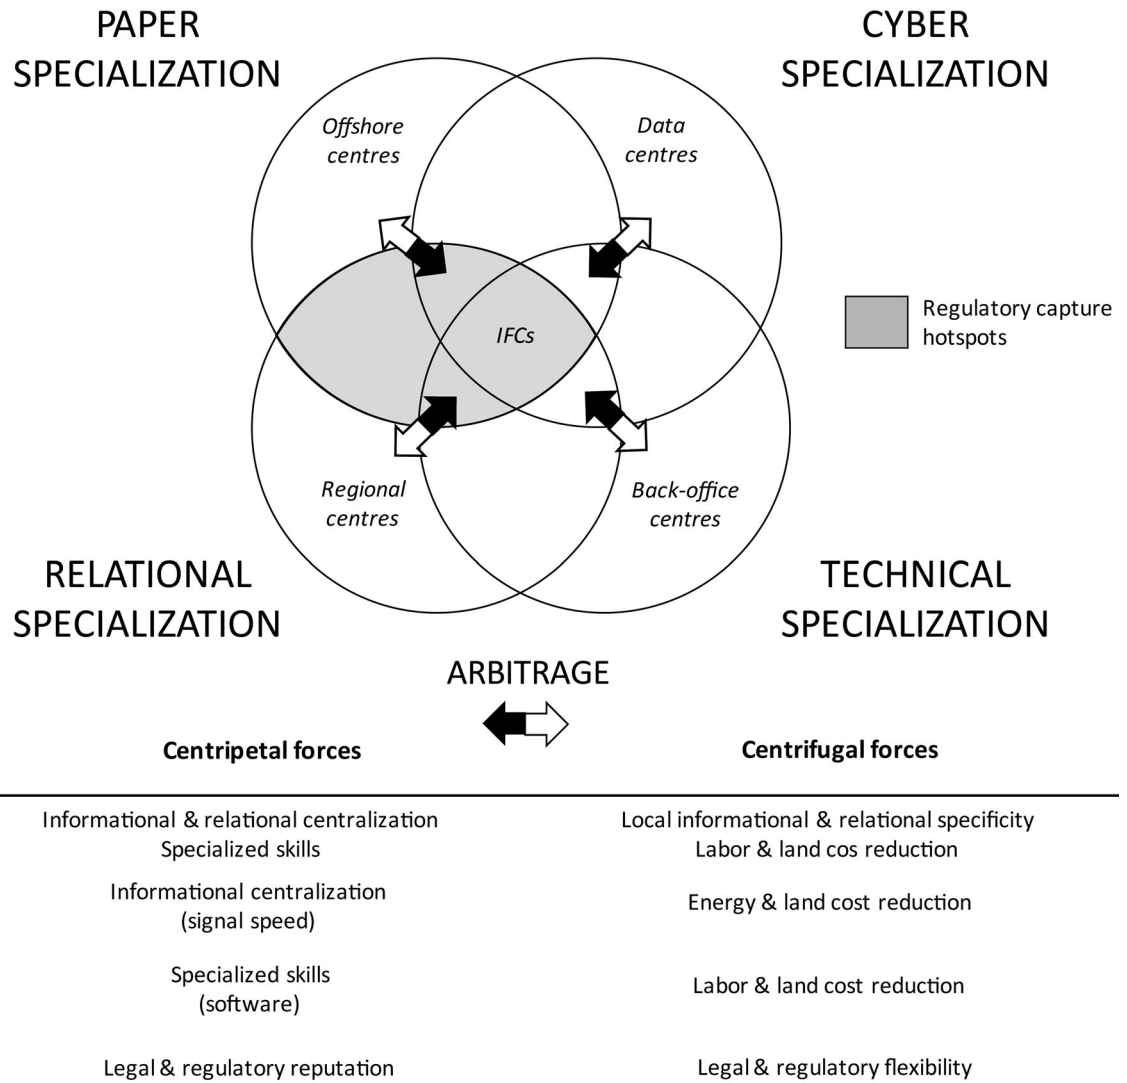 PAPER
SPECIALIZATION
CYBER
SPECIALIZATION
Offshore
centres
Data
centres
Regulatory capture
hotspots
IFCs
Regional
centres
Back-office
centres
RELATIONAL
SPECIALIZATION
TECHNICAL
SPECIALIZATION
ARBITRAGE
Centripetal forces
Centrifugal forces
Informational & relational centralization
Local informational & relational specificity
Specialized skills
Labor & land cos reduction
Informational centralization
(signal speed)
Energy & land cost reduction
Specialized skills
(software)
Labor & land cost reduction
Legal & regulatory reputation
Legal & regulatory flexibility